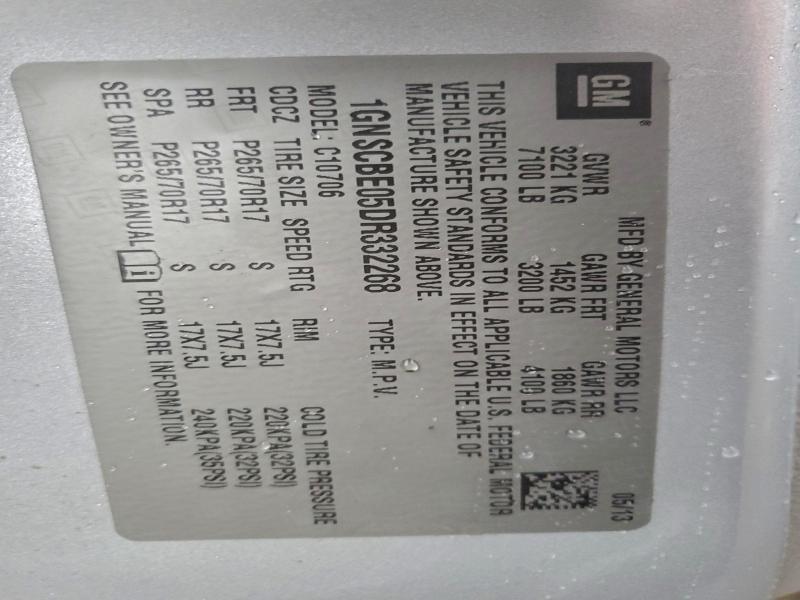 GM®
MFD BY GENERAL MOTORS LLC 05/13
GVWR GAWR FRT GAWR RR
3221 KG 1452 KG 1860 KG
7100 LB 3200 LB 4100 LB
THIS VEHICLE CONFORMS TO ALL APPLICABLE U.S. FEDERAL MOTOR
VEHICLE SAFETY STANDARDS IN EFFECT ON THE DATE OF
MANUFACTURE SHOWN ABOVE.
1GNSCBE05DR332268 TYPE: M.P.V.
MODEL: C10706
CDCZ TIRE SIZE SPEED RTG RIM COLD TIRE PRESSURE
FRT P265/70R17 S 17X7.5J 220KPA(32PSI)
RR P265/70R17 S 17X7.5J 220KPA(32PSI)
SPA P265/70R17 S 17X7.5J 240KPA(35PSI)
SEE OWNER'S MANUAL FOR MORE INFORMATION.